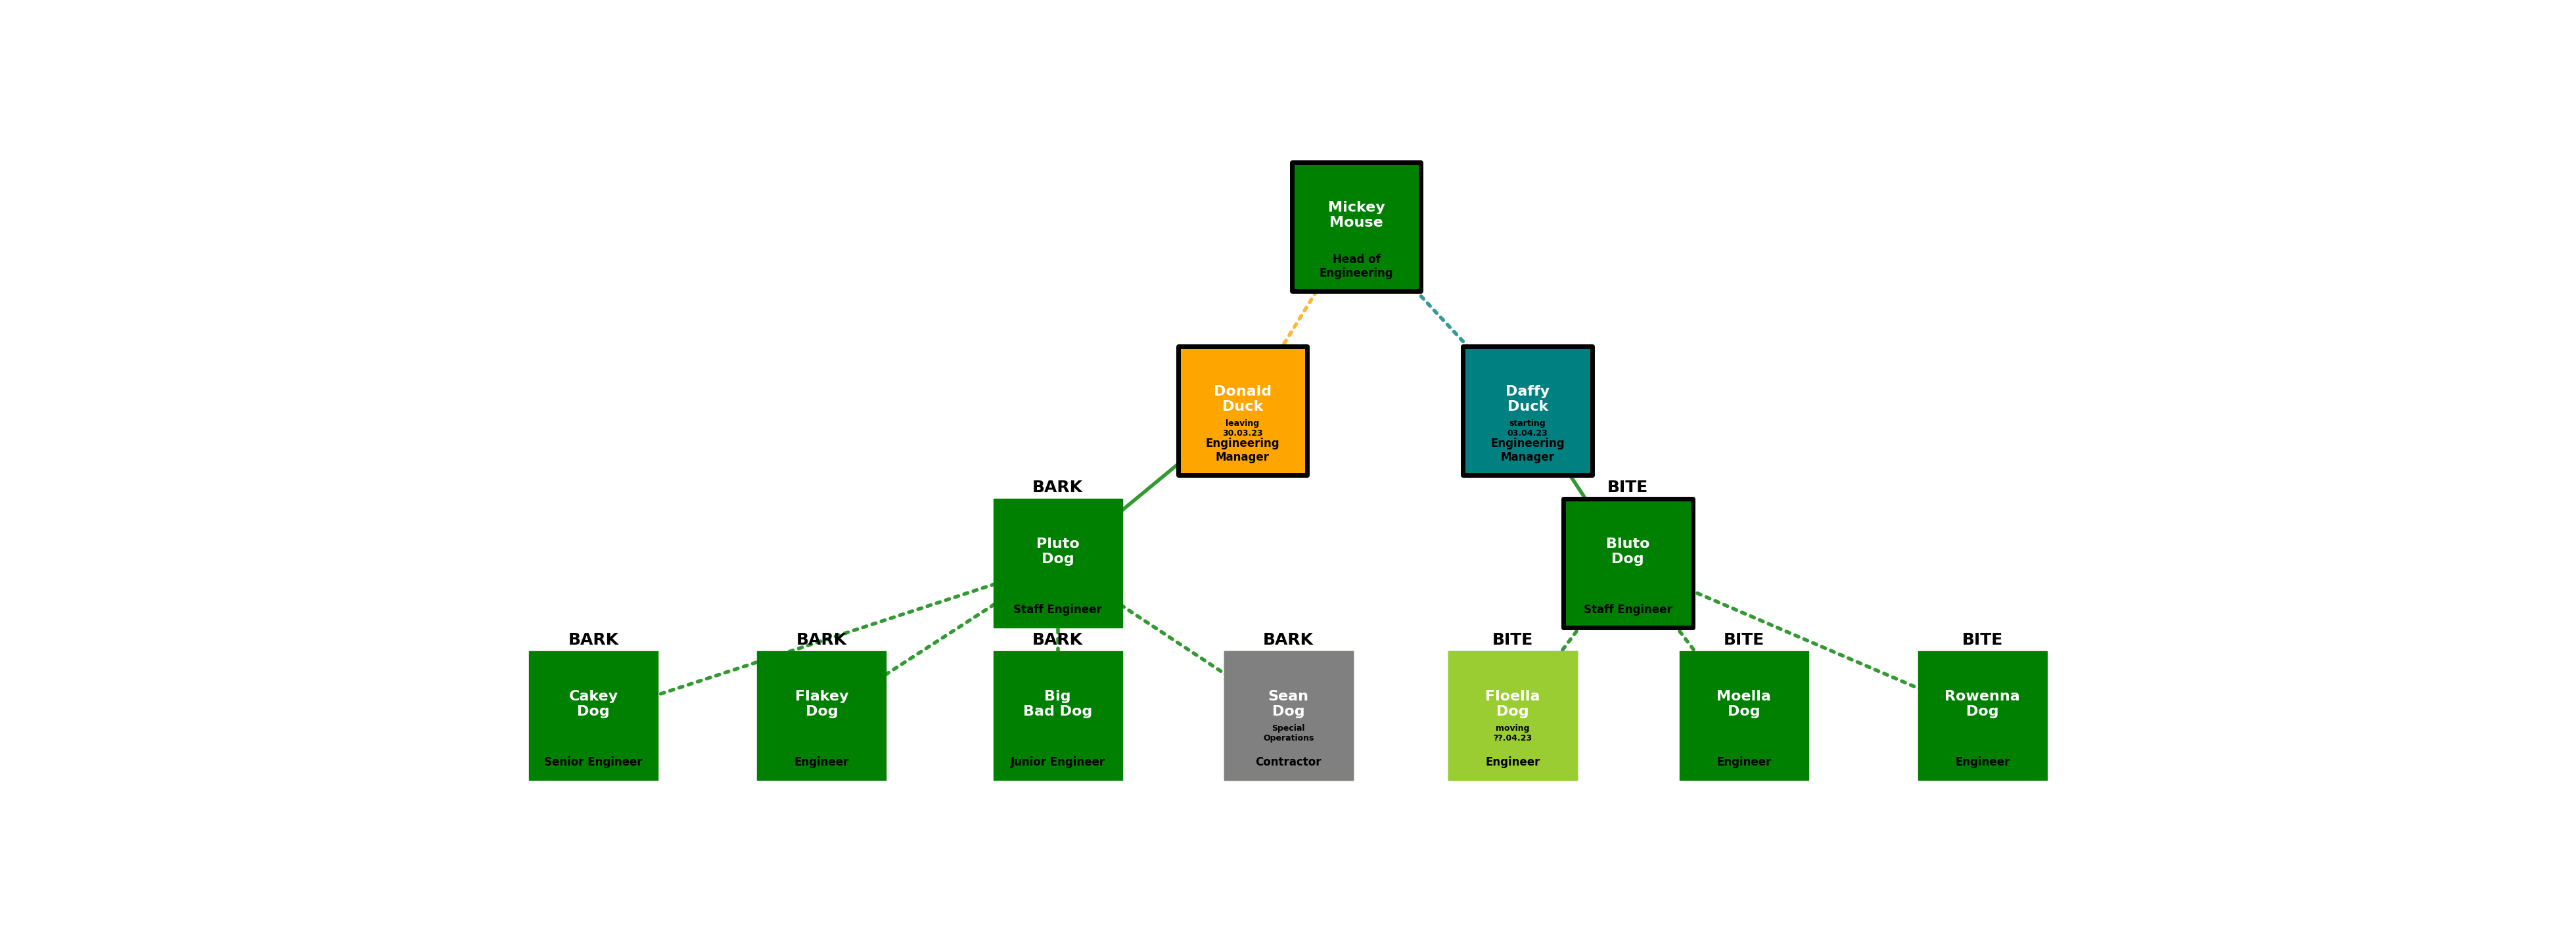 Mickey
Mouse
Head of
Engineering
Donald
Duck
leaving
30.03.23
Engineering
Manager
Daffy
Duck
starting
03.04.23
Engineering
Manager
BARK
Pluto
Dog
Staff Engineer
BITE
Bluto
Dog
Staff Engineer
BARK
Cakey
Dog
Senior Engineer
BARK
Flakey
Dog
Engineer
BARK
Big
Bad Dog
Junior Engineer
BARK
Sean
Dog
Special
Operations
Contractor
BITE
Floella
Dog
moving
??.04.23
Engineer
BITE
Moella
Dog
Engineer
BITE
Rowenna
Dog
Engineer